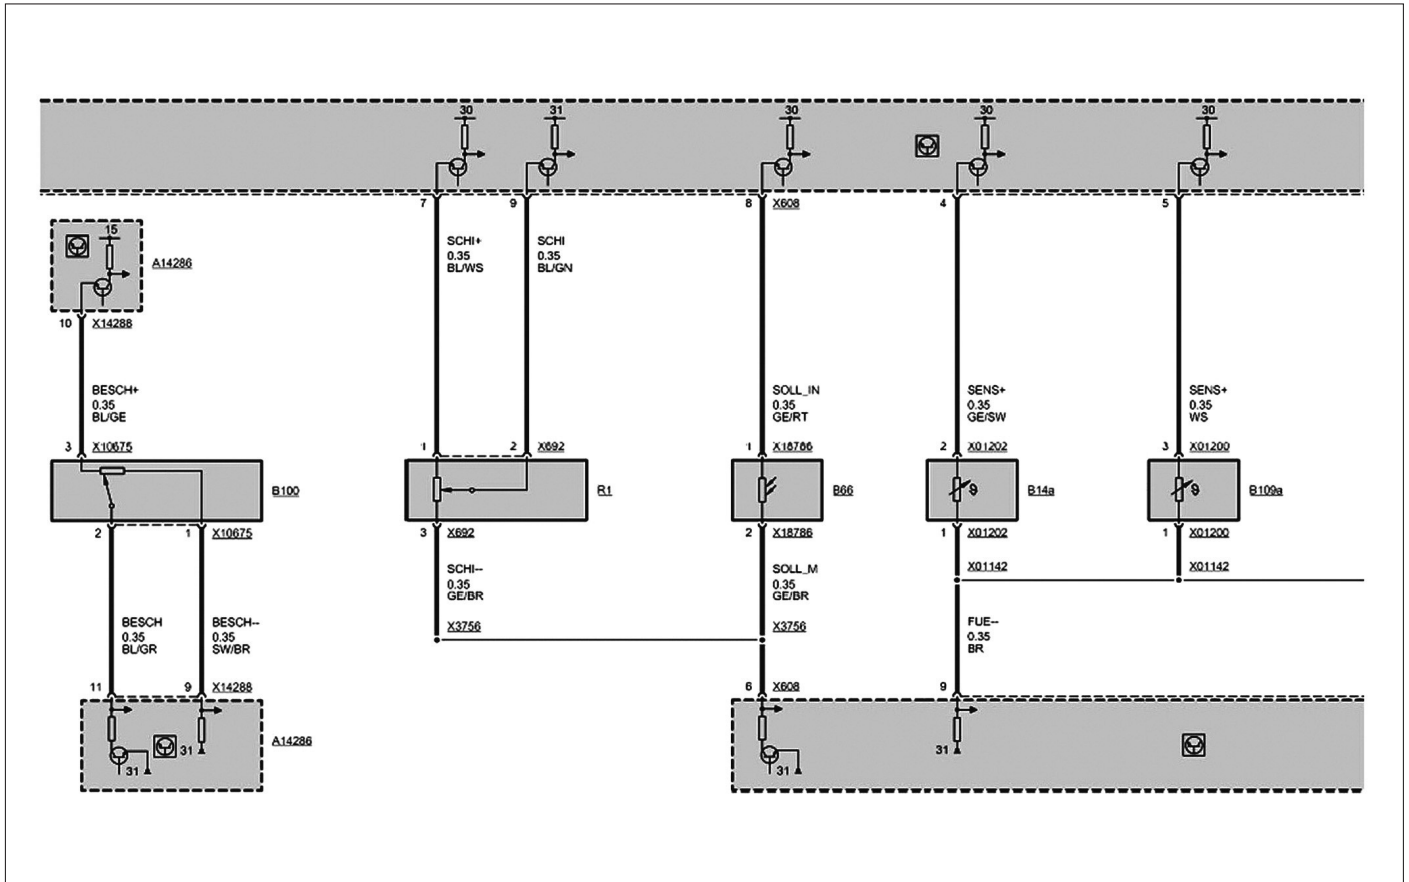 30 31 30 30 30
7 9 8 X608 4 5
15
A14286
SCHI+
0.35
BL/WS
SCHI
0.35
BL/GN
10 X14288
BESCH+
0.35
BL/GE
SOLL_IN
0.35
GE/RT
SENS+
0.35
GE/SW
SENS+
0.35
WS
3 X10675 1 2 X692 1 X18786 2 X01202 3 X01200
B100 R1 B66 ϑ B14a ϑ B109a
2 1 X10675 3 X692 2 X18786 1 X01202 1 X01200
SCHI--
0.35
GE/BR
SOLL_M
0.35
GE/BR
X01142 X01142
BESCH
0.35
BL/GR
BESCH--
0.35
SW/BR
X3756 X3756
FUE--
0.35
BR
11 9 X14288 6 X608 9
31 31 A14286 31 31